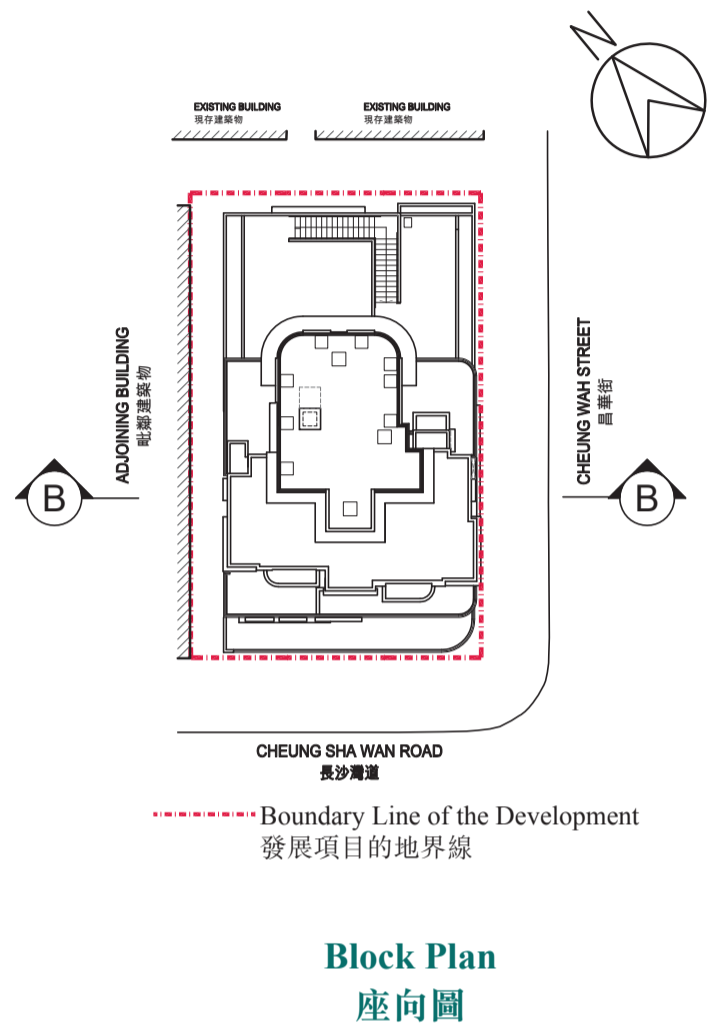 N
EXISTING BUILDING
現存建築物
EXISTING BUILDING
現存建築物
ADJOINING BUILDING
毗鄰建築物
CHEUNG WAH STREET
昌華街
B
B
CHEUNG SHA WAN ROAD
長沙灣道
Boundary Line of the Development
發展項目的地界線
Block Plan
座向圖